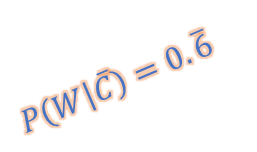 P(W|C̅) = 0.6̅